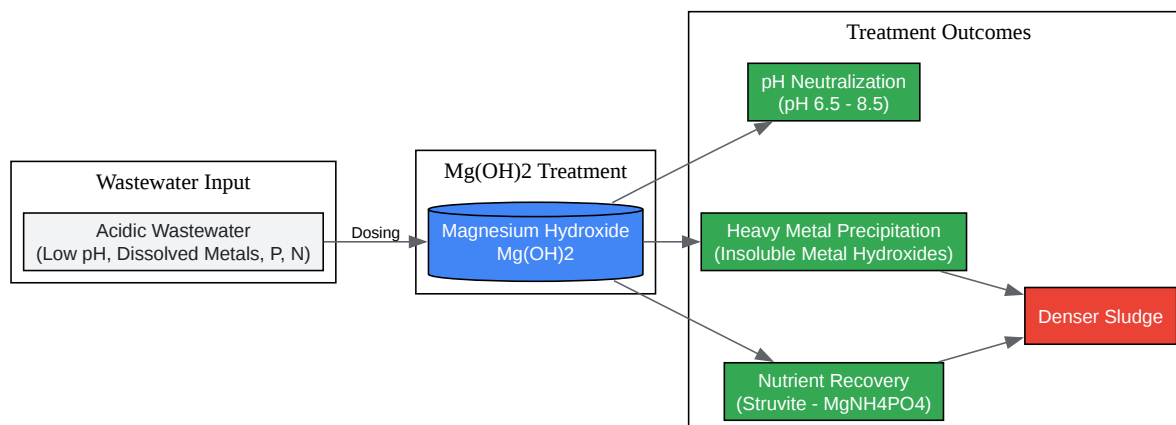 Wastewater Input
Acidic Wastewater
(Low pH, Dissolved Metals, P, N)
Dosing
Mg(OH)2 Treatment
Magnesium Hydroxide
Mg(OH)2
Treatment Outcomes
pH Neutralization
(pH 6.5 - 8.5)
Heavy Metal Precipitation
(Insoluble Metal Hydroxides)
Nutrient Recovery
(Struvite - MgNH4PO4)
Denser Sludge